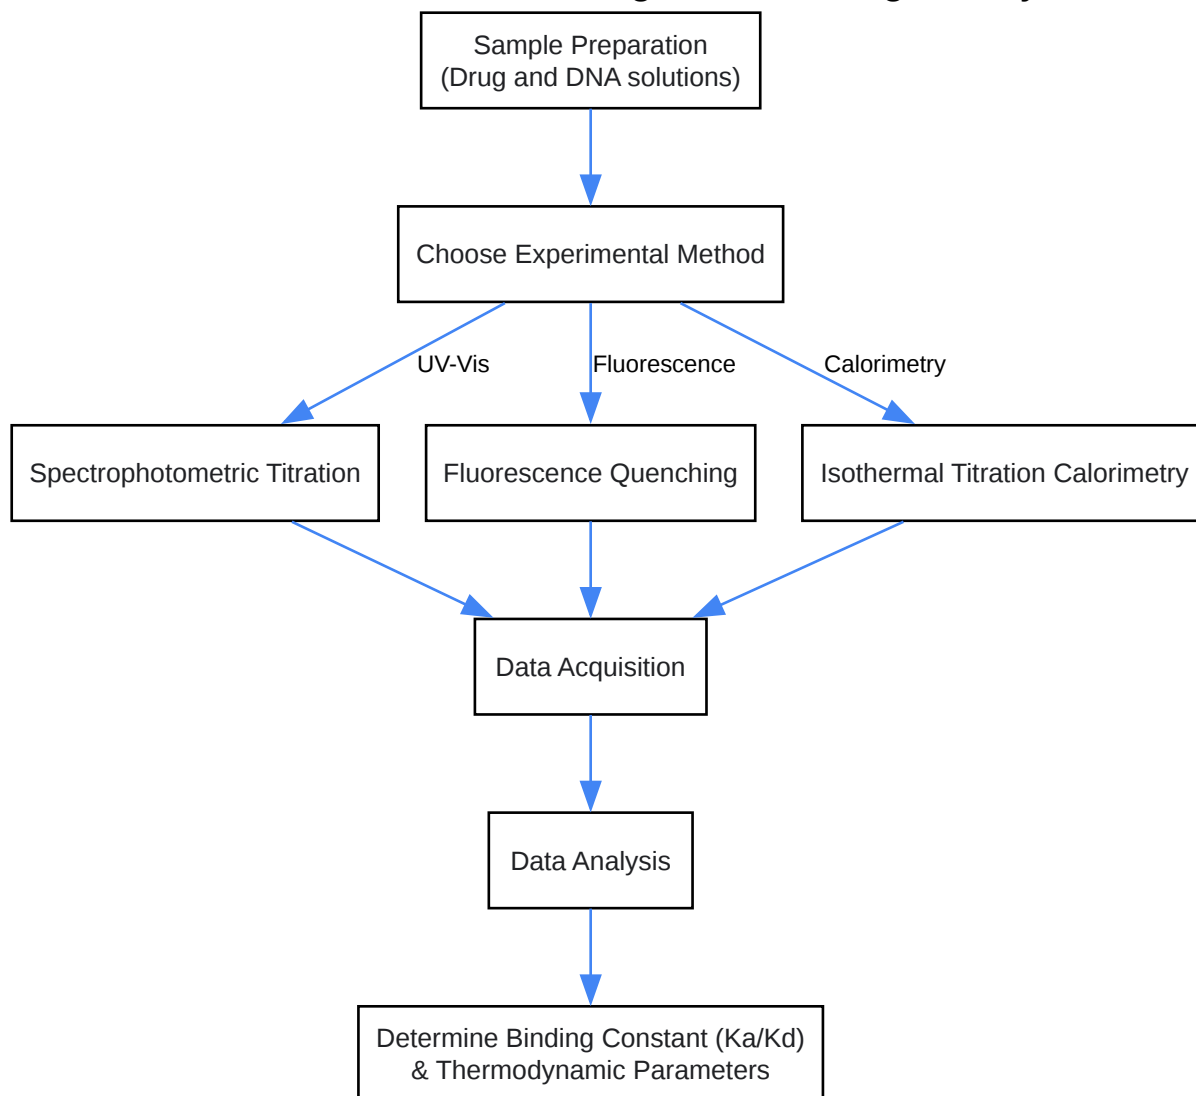 Sample Preparation
(Drug and DNA solutions)
Choose Experimental Method
UV-Vis
Fluorescence
Calorimetry
Spectrophotometric Titration
Fluorescence Quenching
Isothermal Titration Calorimetry
Data Acquisition
Data Analysis
Determine Binding Constant (Ka/Kd)
& Thermodynamic Parameters